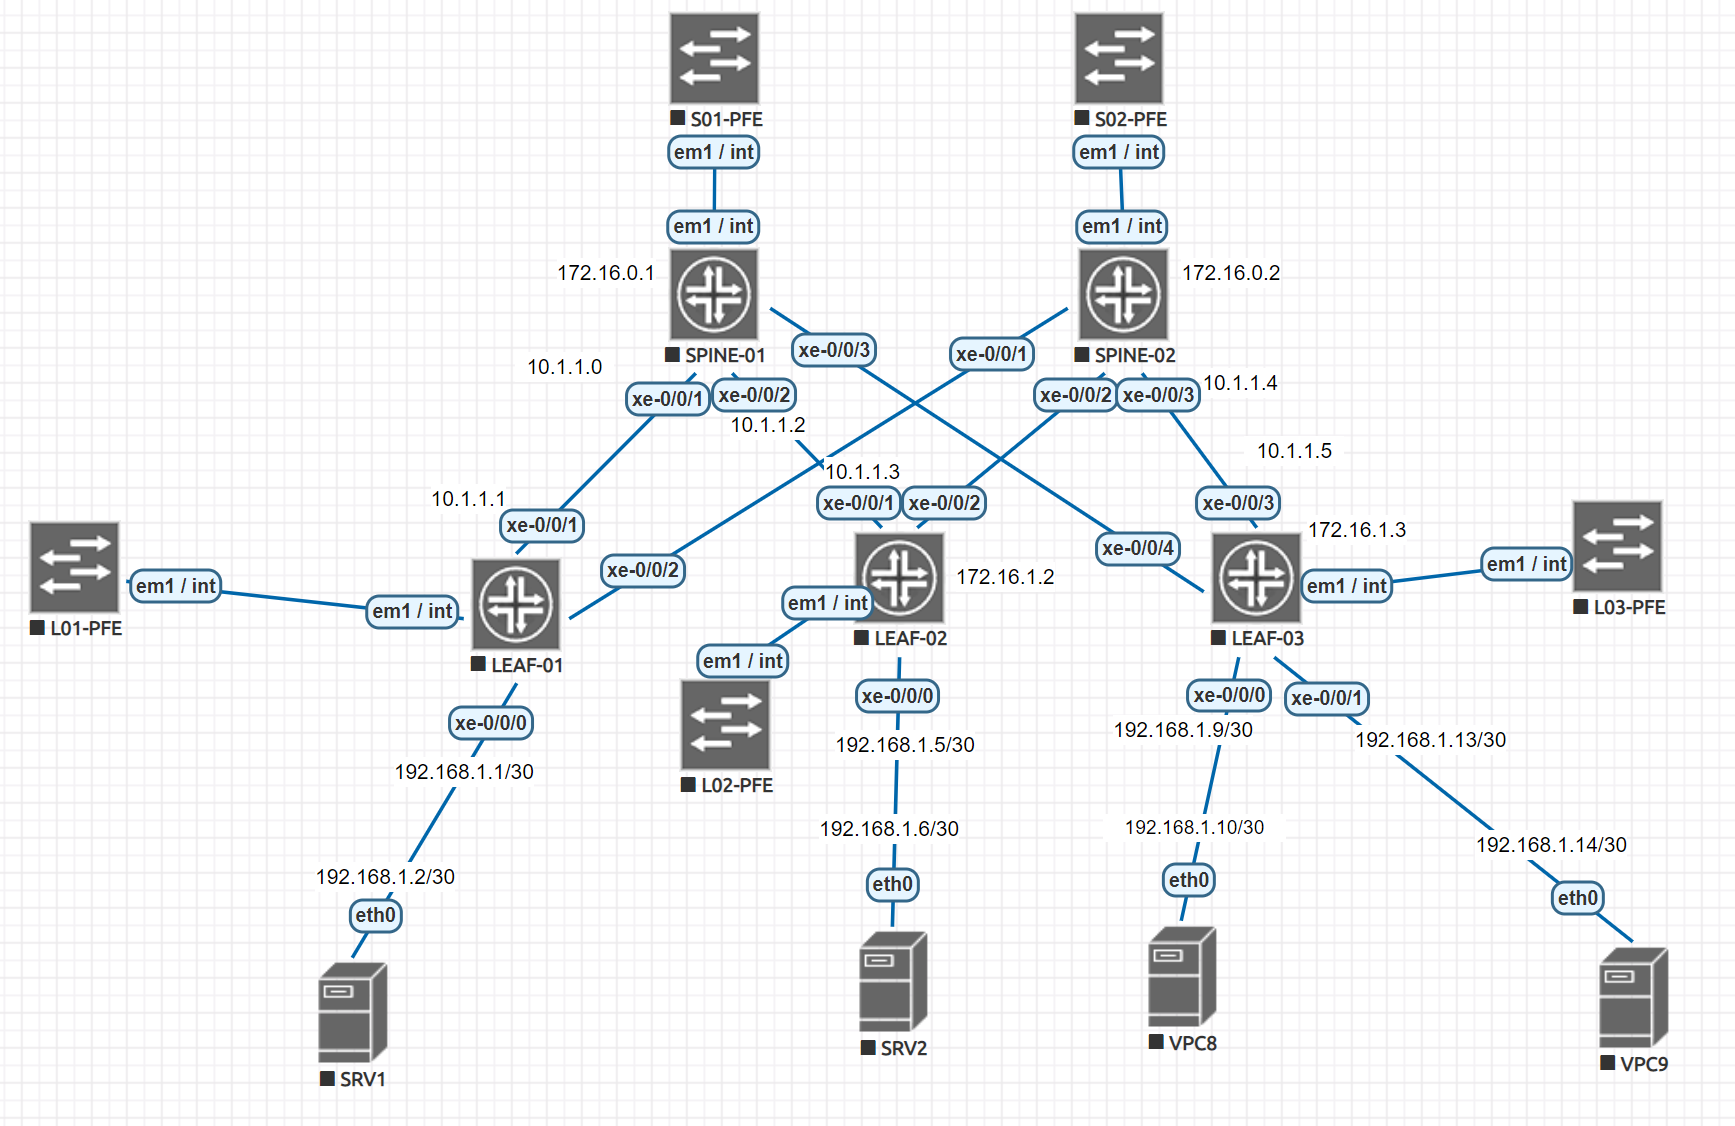 S01-PFE
S02-PFE
em1 / int
em1 / int
em1 / int
em1 / int
172.16.0.1
172.16.0.2
SPINE-01
SPINE-02
xe-0/0/3
xe-0/0/1
10.1.1.0
10.1.1.4
xe-0/0/1
xe-0/0/2
xe-0/0/2
xe-0/0/3
10.1.1.2
10.1.1.5
10.1.1.3
10.1.1.1
xe-0/0/1
xe-0/0/2
xe-0/0/3
xe-0/0/1
172.16.1.3
xe-0/0/4
xe-0/0/2
172.16.1.2
em1 / int
em1 / int
em1 / int
em1 / int
em1 / int
L01-PFE
L03-PFE
LEAF-01
LEAF-02
LEAF-03
em1 / int
xe-0/0/0
xe-0/0/0
xe-0/0/0
xe-0/0/1
192.168.1.1/30
192.168.1.5/30
192.168.1.9/30
192.168.1.13/30
L02-PFE
192.168.1.2/30
192.168.1.6/30
192.168.1.10/30
192.168.1.14/30
eth0
eth0
eth0
eth0
SRV1
SRV2
VPC8
VPC9